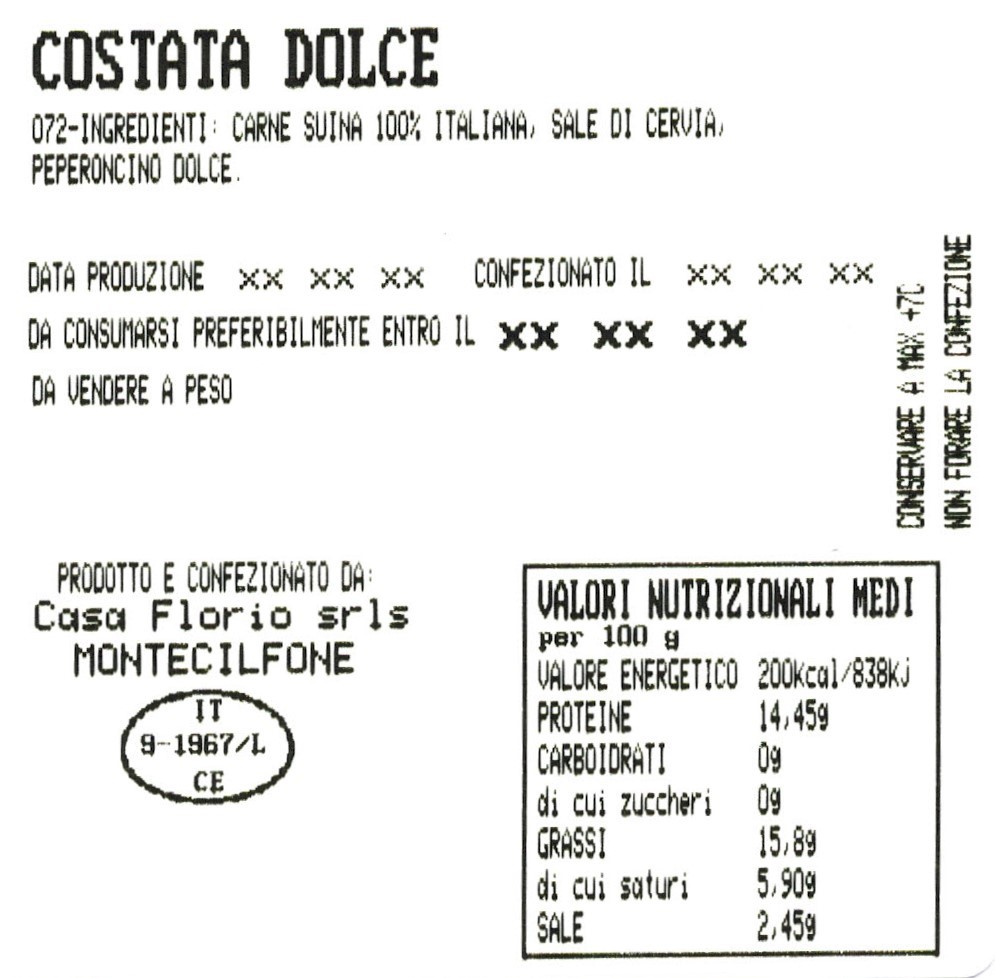 COSTATA DOLCE
072-INGREDIENTI: CARNE SUINA 100% ITALIANA, SALE DI CERVIA,
PEPERONCINO DOLCE.
DATA PRODUZIONE XX XX XX CONFEZIONATO IL XX XX XX
DA CONSUMARSI PREFERIBILMENTE ENTRO IL XX XX XX
DA VENDERE A PESO
CONSERVARE A MAX +7C
NON FORARE LA CONFEZIONE
PRODOTTO E CONFEZIONATO DA:
Casa Florio srls
MONTECILFONE
IT
9-1967/L
CE
VALORI NUTRIZIONALI MEDI
per 100 g
VALORE ENERGETICO 200kcal/838kJ
PROTEINE 14,45g
CARBOIDRATI 0g
di cui zuccheri 0g
GRASSI 15,8g
di cui saturi 5,90g
SALE 2,45g